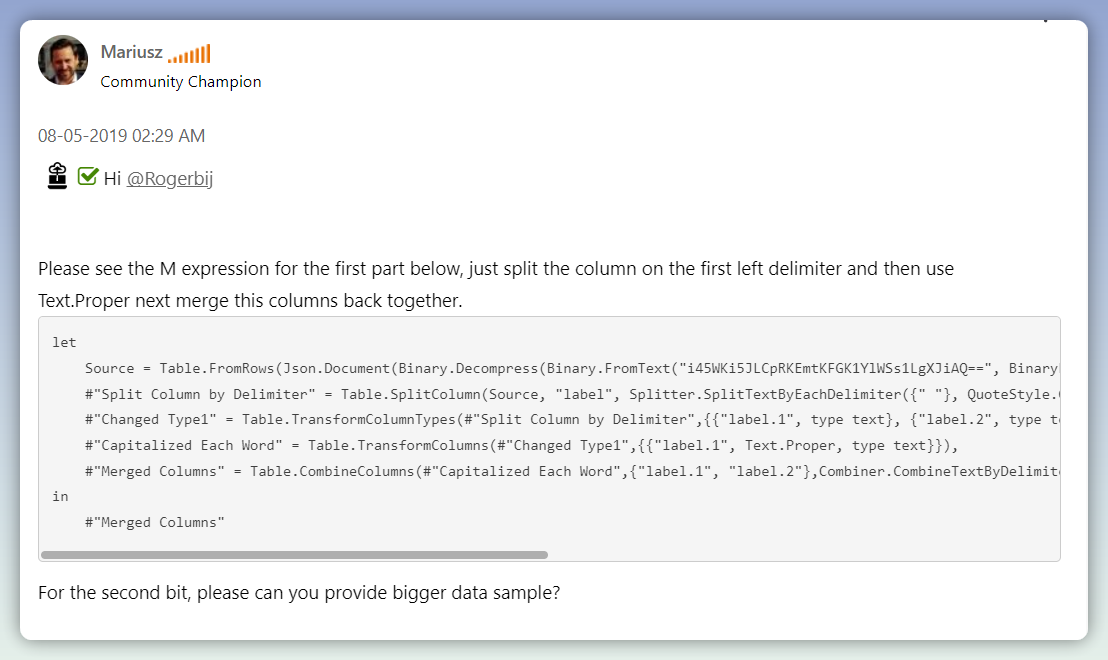 Mariusz
Community Champion
08-05-2019 02:29 AM
Hi @Rogerbij
Please see the M expression for the first part below, just split the column on the first left delimiter and then use
Text.Proper next merge this columns back together.
let
Source = Table.FromRows(Json.Document(Binary.Decompress(Binary.FromText("i45WKi5JLCpRKEmtKFGK1YlWSs1LgXJiAQ==", Binary
#"Split Column by Delimiter" = Table.SplitColumn(Source, "label", Splitter.SplitTextByEachDelimiter({" "}, QuoteStyle.
#"Changed Type1" = Table.TransformColumnTypes(#"Split Column by Delimiter",{{"label.1", type text}, {"label.2", type
#"Capitalized Each Word" = Table.TransformColumns(#"Changed Type1",{{"label.1", Text.Proper, type text}}),
#"Merged Columns" = Table.CombineColumns(#"Capitalized Each Word",{"label.1", "label.2"},Combiner.CombineTextByDelimit
in
#"Merged Columns"
For the second bit, please can you provide bigger data sample?